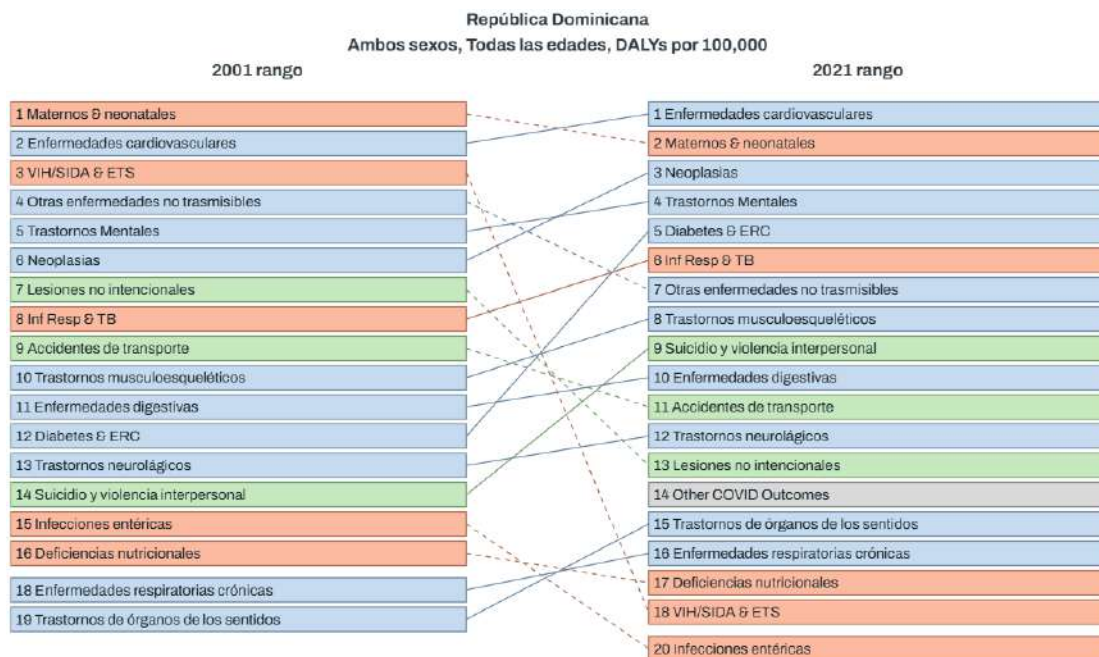 República Dominicana
Ambos sexos, Todas las edades, DALYs por 100,000
2001 rango
2021 rango
1 Maternos & neonatales
2 Enfermedades cardiovasculares
3 VIH/SIDA & ETS
4 Otras enfermedades no trasmisibles
5 Trastornos Mentales
6 Neoplasias
7 Lesiones no intencionales
8 Inf Resp & TB
9 Accidentes de transporte
10 Trastornos musculoesqueléticos
11 Enfermedades digestivas
12 Diabetes & ERC
13 Trastornos neurolágicos
14 Suicidio y violencia interpersonal
15 Infecciones entéricas
16 Deficiencias nutricionales
18 Enfermedades respiratorias crónicas
19 Trastornos de órganos de los sentidos
1 Enfermedades cardiovasculares
2 Maternos & neonatales
3 Neoplasias
4 Trastornos Mentales
5 Diabetes & ERC
6 Inf Resp & TB
7 Otras enfermedades no trasmisibles
8 Trastornos musculoesqueléticos
9 Suicidio y violencia interpersonal
10 Enfermedades digestivas
11 Accidentes de transporte
12 Trastornos neurolágicos
13 Lesiones no intencionales
14 Other COVID Outcomes
15 Trastornos de órganos de los sentidos
16 Enfermedades respiratorias crónicas
17 Deficiencias nutricionales
18 VIH/SIDA & ETS
20 Infecciones entéricas